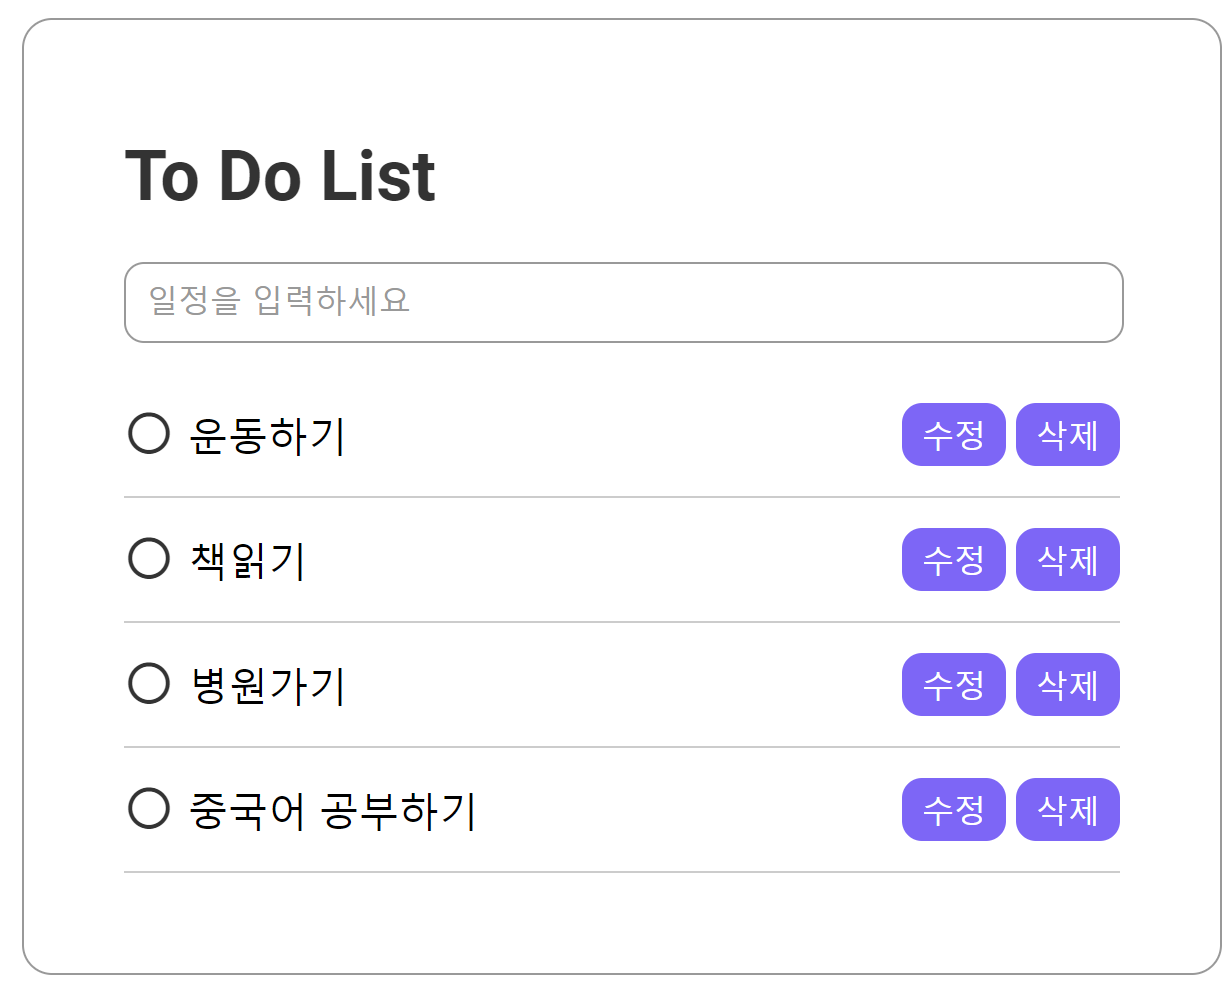 To Do List
일정을 입력하세요
운동하기 수정 삭제
책읽기 수정 삭제
병원가기 수정 삭제
중국어 공부하기 수정 삭제